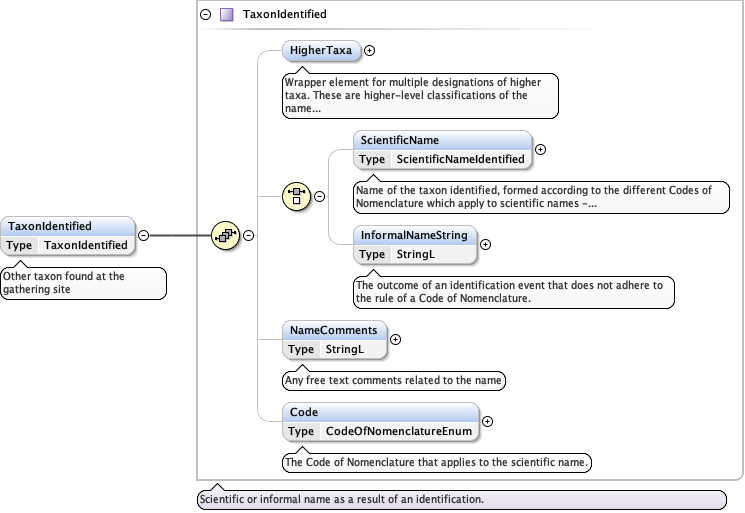 TaxonIdentified
HigherTaxa
Wrapper element for multiple designations of higher
taxa. These are higher-level classifications of the
name...
ScientificName
Type ScientificNameIdentified
Name of the taxon identified, formed according to the different Codes of
Nomenclature which apply to scientific names -...
TaxonIdentified
Type TaxonIdentified
Other taxon found at the
gathering site
InformalNameString
Type StringL
The outcome of an identification event that does not adhere to
the rule of a Code of Nomenclature.
NameComments
Type StringL
Any free text comments related to the name
Code
Type CodeOfNomenclatureEnum
The Code of Nomenclature that applies to the scientific name.
Scientific or informal name as a result of an identification.